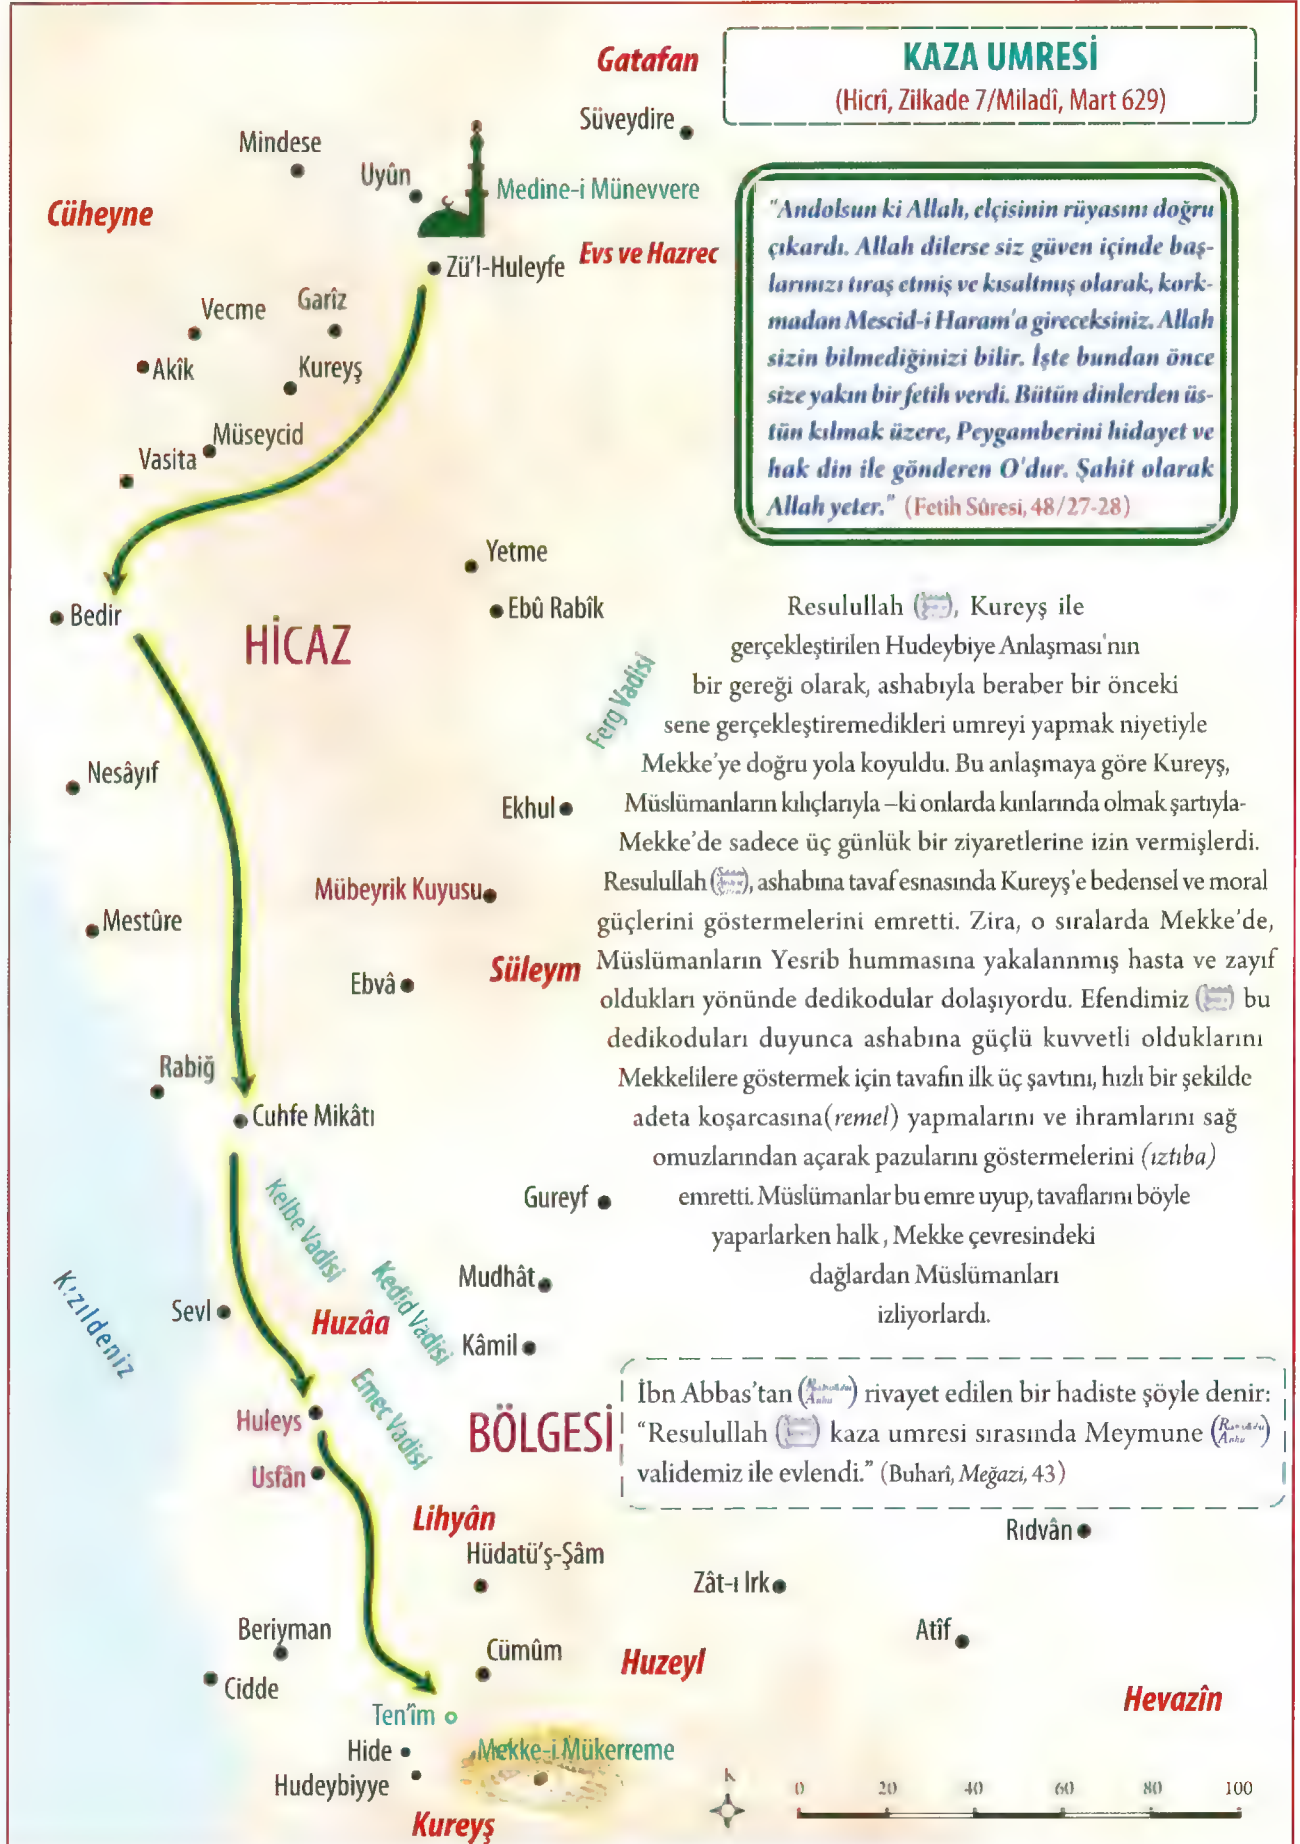 KAZA UMRESİ
(Hicrî, Zilkade 7/Miladî, Mart 629)
Gatafan
Süveydire
Mindese
Uyûn
Medine-i Münevvere
Cüheyne
Evs ve Hazrec
Zü'l-Huleyfe
"Andolsun ki Allah, elçisinin rüyasını doğru
çıkardı. Allah dilerse siz güven içinde baş-
larınızı tıraş etmiş ve kısaltmış olarak, kork-
madan Mescid-i Haram'a gireceksiniz. Allah
sizin bilmediğinizi bilir. İşte bundan önce
size yakın bir fetih verdi. Bütün dinlerden üs-
tün kılmak üzere, Peygamberini hidayet ve
hak din ile gönderen O'dur. Şahit olarak
Allah yeter." (Fetih Sûresi, 48/27-28)
Vecme
Garîz
Akîk
Kureyş
Müseycid
Vasita
Yetme
Bedir
Ebû Rabîk
HİCAZ
Ferg Vadisi
Resulullah, Kureyş ile
gerçekleştirilen Hudeybiye Anlaşması'nın
bir gereği olarak, ashabıyla beraber bir önceki
sene gerçekleştiremedikleri umreyi yapmak niyetiyle
Mekke'ye doğru yola koyuldu. Bu anlaşmaya göre Kureyş,
Müslümanların kılıçlarıyla –ki onlarda kınlarında olmak şartıyla-
Mekke'de sadece üç günlük bir ziyaretlerine izin vermişlerdi.
Resulullah, ashabına tavaf esnasında Kureyş'e bedensel ve moral
güçlerini göstermelerini emretti. Zira, o sıralarda Mekke'de,
Müslümanların Yesrib hummasına yakalannmış hasta ve zayıf
oldukları yönünde dedikodular dolaşıyordu. Efendimiz bu
dedikoduları duyunca ashabına güçlü kuvvetli olduklarını
Mekkelilere göstermek için tavafın ilk üç şavtını, hızlı bir şekilde
adeta koşarcasına(remel) yapmalarını ve ihramlarını sağ
omuzlarından açarak pazularını göstermelerini (ıztıba)
emretti. Müslümanlar bu emre uyup, tavaflarını böyle
yaparlarken halk, Mekke çevresindeki
dağlardan Müslümanları
izliyorlardı.
Nesâyıf
Ekhul
Mübeyrik Kuyusu
Mestûre
Süleym
Ebvâ
Rabiğ
Cuhfe Mikâtı
Kelbe Vadisi
Gureyf
Kedîd Vadisi
Mudhât
Kızıldeniz
Sevl
Huzâa
Kâmil
Emec Vadisi
Huleys
BÖLGESİ
Usfân
İbn Abbas'tan (Radıyallahu Anhu) rivayet edilen bir hadiste şöyle denir:
"Resulullah kaza umresi sırasında Meymune
validemiz ile evlendi." (Buharî, Meğazi, 43)
Lihyân
Rıdvân
Hüdatü'ş-Şâm
Zât-ı Irk
Beriyman
Atîf
Cümûm
Huzeyl
Cidde
Hevazîn
Ten'îm
Hide
Mekke-i Mükerreme
Hudeybiyye
Kureyş
K
0 20 40 60 80 100